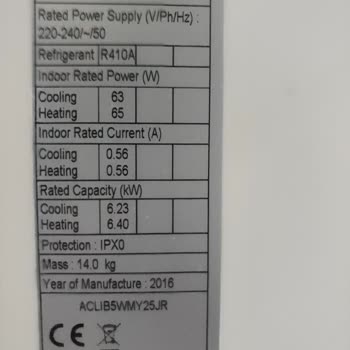 Rated Power Supply (V/Ph/Hz) :
220-240/~/50
Refrigerant R410A
Indoor Rated Power (W)
Cooling 63
Heating 65
Indoor Rated Current (A)
Cooling 0.56
Heating 0.56
Rated Capacity (kW)
Cooling 6.23
Heating 6.40
Protection : IPX0
Mass : 14.0 kg
Year of Manufacture : 2016
ACLIB5WMY25JR
CE